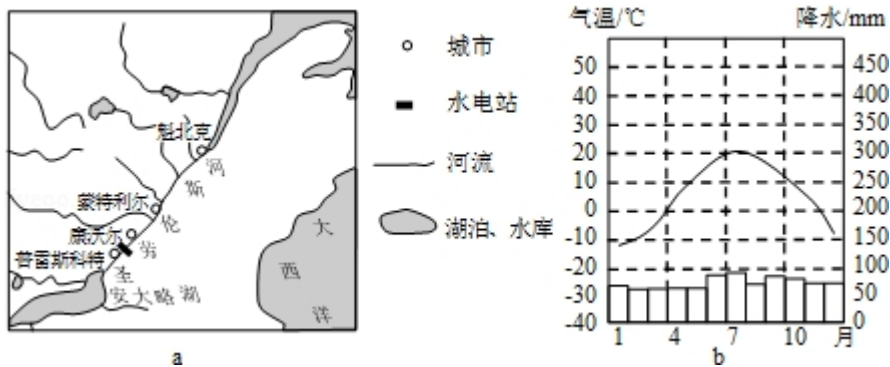 城市
水电站
河流
湖泊、水库
魁北克
蒙特利尔
康沃尔
普雷斯科特
圣劳伦斯河
安大略湖
大西洋
a
气温/℃
降水/mm
50
40
30
20
10
0
-10
-20
-30
-40
450
400
350
300
250
200
150
100
50
0
1 4 7 10 月
b